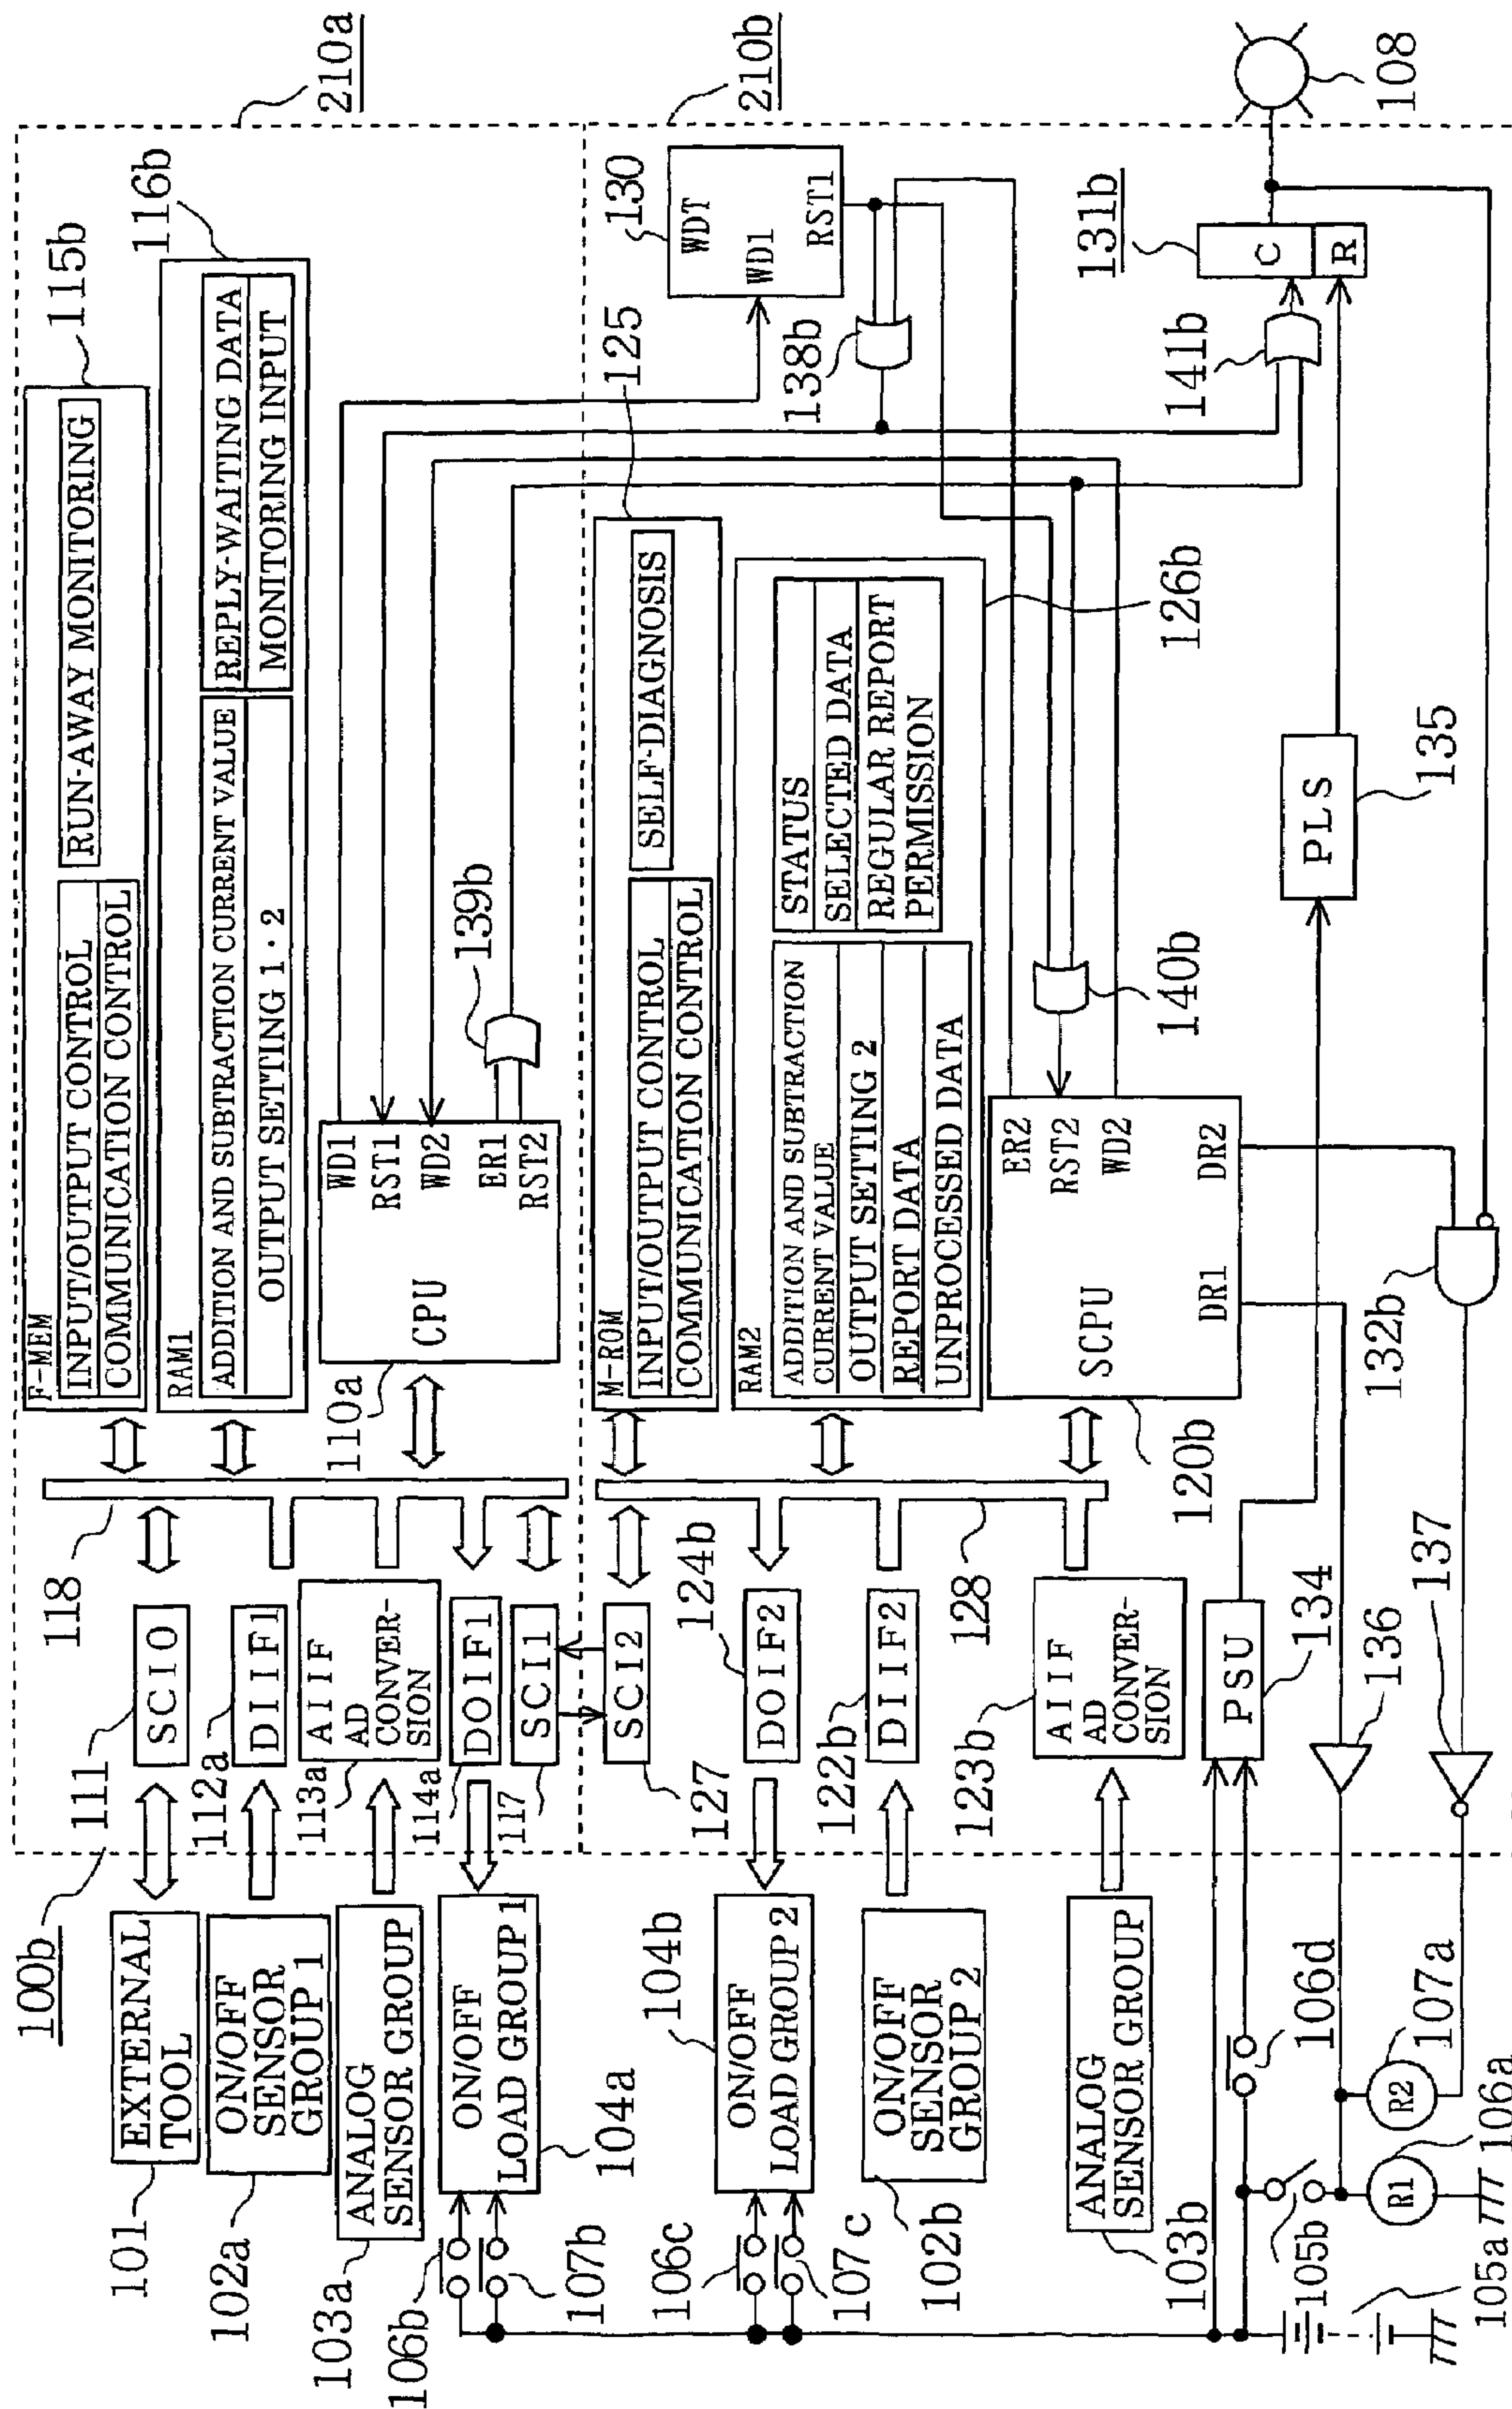 100b
101
EXTERNAL
TOOL
102a
ON/OFF
SENSOR
GROUP 1
103a
ANALOG
SENSOR GROUP
106b
107b
ON/OFF
LOAD GROUP 1
104a
106c
107c
ON/OFF
LOAD GROUP 2
104b
102b
ON/OFF
SENSOR
GROUP 2
103b
ANALOG
SENSOR GROUP
105b
105a
106d
R2
107a
R1
106a
111
SCI0
112a
DIIF1
113a
AIIF
AD
CONVER-
SION
114a
DOIF1
117
SCI1
118
SCI2
127
DOIF2
124b
122b
DIIF2
128
123b
AIIF
AD
CONVER-
SION
PSU
134
136
137
F-MEM
INPUT/OUTPUT CONTROL
COMMUNICATION CONTROL
RUN-AWAY MONITORING
115b
RAM1
ADDITION AND SUBTRACTION CURRENT VALUE
OUTPUT SETTING 1 · 2
REPLY-WAITING DATA
MONITORING INPUT
116b
210a
110a
CPU
WD1
RST1
WD2
ER1
RST2
139b
M-ROM
INPUT/OUTPUT CONTROL
COMMUNICATION CONTROL
SELF-DIAGNOSIS
125
RAM2
ADDITION AND SUBTRACTION
CURRENT VALUE
OUTPUT SETTING 2
REPORT DATA
UNPROCESSED DATA
STATUS
SELECTED DATA
REGULAR REPORT
PERMISSION
126b
120b
SCPU
ER2
RST2
WD2
DR1
DR2
140b
132b
PLS
135
WDT
WD1
RST1
130
138b
210b
141b
131b
C
R
108